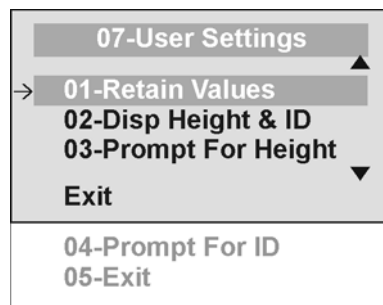 07-User Settings
01-Retain Values
02-Disp Height & ID
03-Prompt For Height
Exit
04-Prompt For ID
05-Exit